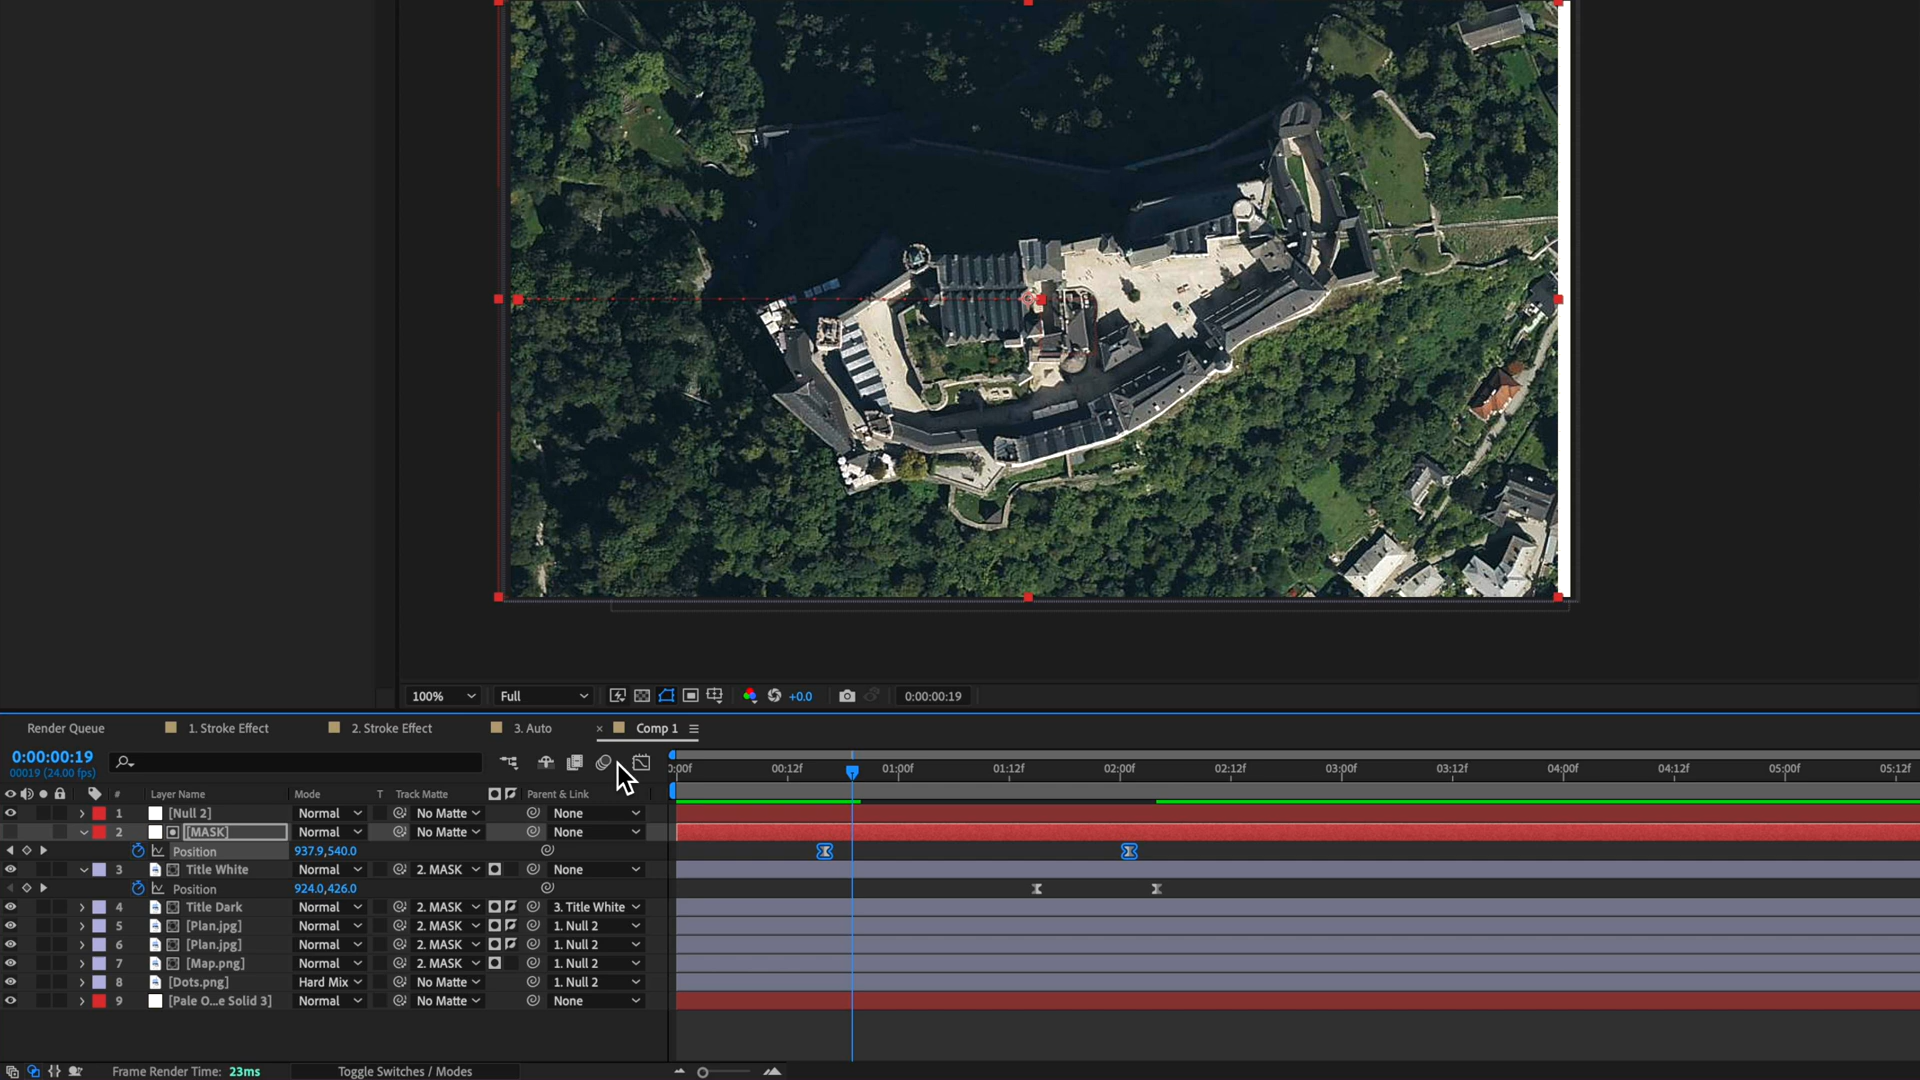 100% Full +0.0 0:00:00:19
Render Queue 1. Stroke Effect 2. Stroke Effect 3. Auto × Comp 1
0:00:00:19
00019 (24.00 fps)
0:00f 00:12f 01:00f 01:12f 02:00f 02:12f 03:00f 03:12f 04:00f 04:12f 05:00f 05:12f
# Layer Name Mode T Track Matte Parent & Link
1 [Null 2] Normal No Matte None
2 [MASK] Normal No Matte None
Position 937.9,540.0
3 Title White Normal 2. MASK None
Position 924.0,426.0
4 Title Dark Normal 2. MASK 3. Title White
5 [Plan.jpg] Normal 2. MASK 1. Null 2
6 [Plan.jpg] Normal 2. MASK 1. Null 2
7 [Map.png] Normal 2. MASK 1. Null 2
8 [Dots.png] Hard Mix No Matte 1. Null 2
9 [Pale O...e Solid 3] Normal No Matte None
Frame Render Time: 23ms Toggle Switches / Modes